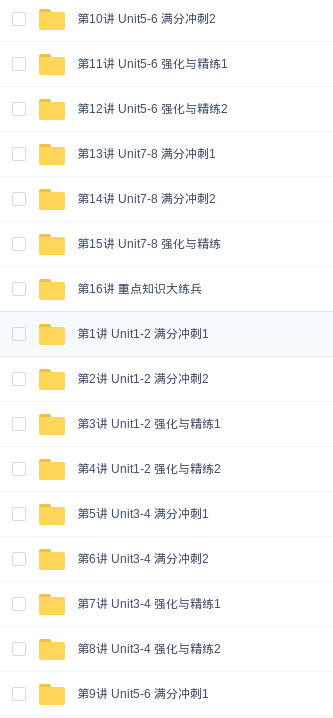 第10讲 Unit5-6 满分冲刺2
第11讲 Unit5-6 强化与精练1
第12讲 Unit5-6 强化与精练2
第13讲 Unit7-8 满分冲刺1
第14讲 Unit7-8 满分冲刺2
第15讲 Unit7-8 强化与精练
第16讲 重点知识大练兵
第1讲 Unit1-2 满分冲刺1
第2讲 Unit1-2 满分冲刺2
第3讲 Unit1-2 强化与精练1
第4讲 Unit1-2 强化与精练2
第5讲 Unit3-4 满分冲刺1
第6讲 Unit3-4 满分冲刺2
第7讲 Unit3-4 强化与精练1
第8讲 Unit3-4 强化与精练2
第9讲 Unit5-6 满分冲刺1